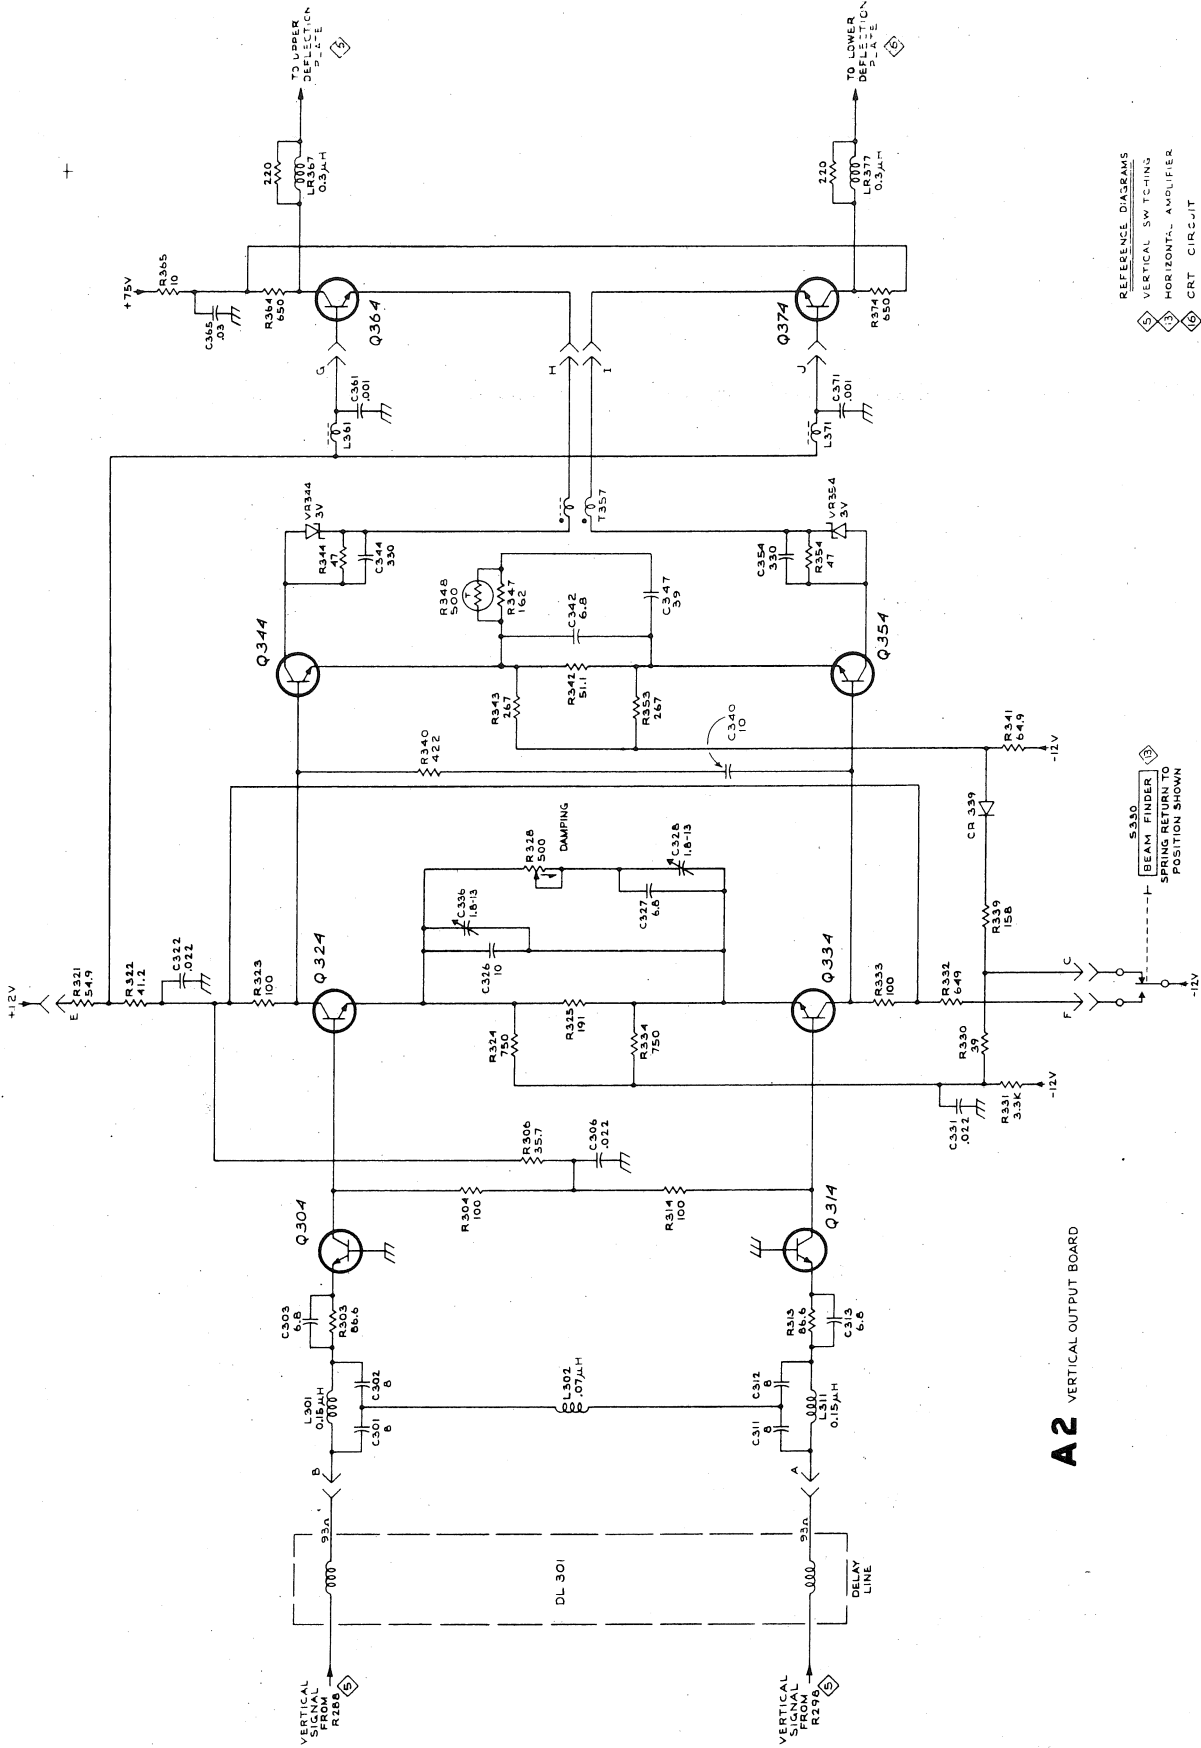 VERTICAL
SIGNAL
FROM
R288
5
VERTICAL
SIGNAL
FROM
R298
5
DL 301
DELAY
LINE
93Ω
93Ω
B
A
L301
0.15μH
C301
8
C302
8
L302
.07μH
C311
8
C312
8
L311
0.15μH
C303
6.8
R303
86.6
R313
86.6
C313
6.8
Q304
Q314
R304
100
R314
100
R306
35.7
C306
.022
+12V
E
R321
54.9
R322
41.2
C322
.022
R323
100
Q324
R324
750
R325
191
R334
750
Q334
R333
100
R332
649
C331
.022
R331
3.3K
-12V
R330
39
F
C
-12V
S330
BEAM FINDER
13
SPRING RETURN TO
POSITION SHOWN
R339
158
CR339
R341
64.9
-12V
C326
10
C336
1.8-13
R328
500
DAMPING
C327
6.8
C328
1.8-13
R340
422
C340
10
Q344
R343
267
R342
51.1
R353
267
Q354
C342
6.8
R348
500
T
R347
162
C347
39
VR344
3V
R344
47
C344
330
C354
330
R354
47
VR354
3V
T357
H
I
L361
C361
.001
G
L371
C371
.001
J
+75V
R365
10
C365
.03
R364
650
Q364
Q374
R374
650
220
LR367
0.3μH
220
LR377
0.3μH
TO UPPER
DEFLECTION
PLATE
TO LOWER
DEFLECTION
PLATE
16
A2 VERTICAL OUTPUT BOARD
REFERENCE DIAGRAMS
5 VERTICAL SWITCHING
13 HORIZONTAL AMPLIFIER
16 CRT CIRCUIT